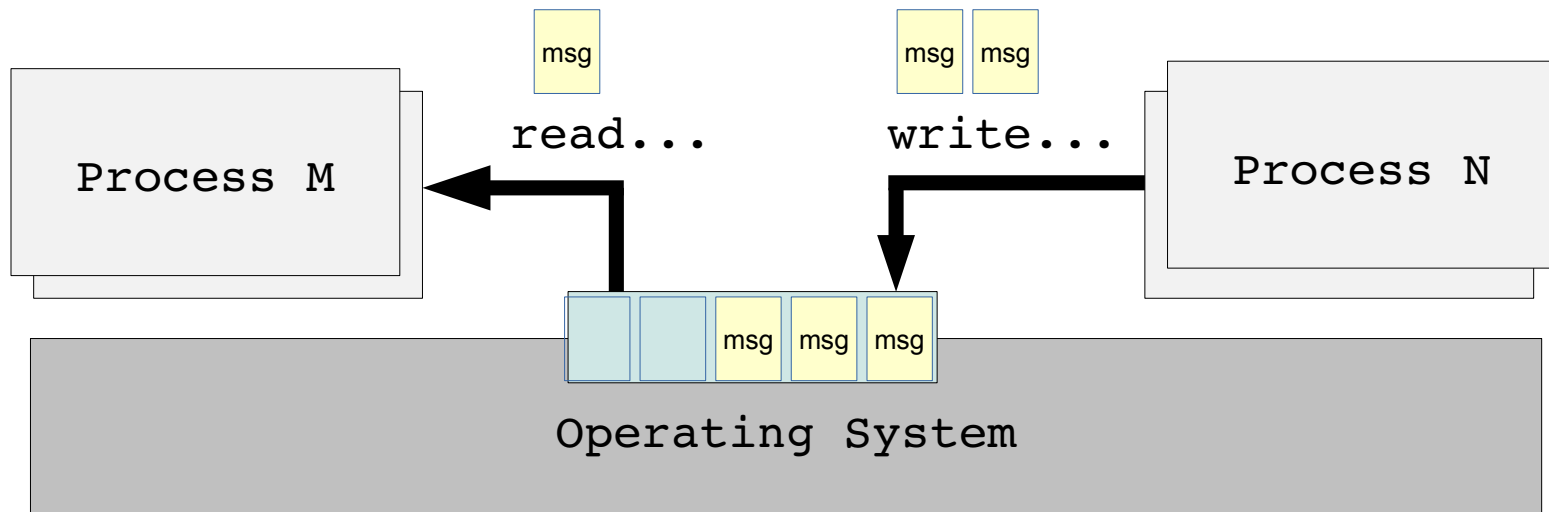 msg
msg msg
read...
write...
Process M
Process N
msg msg msg
Operating System